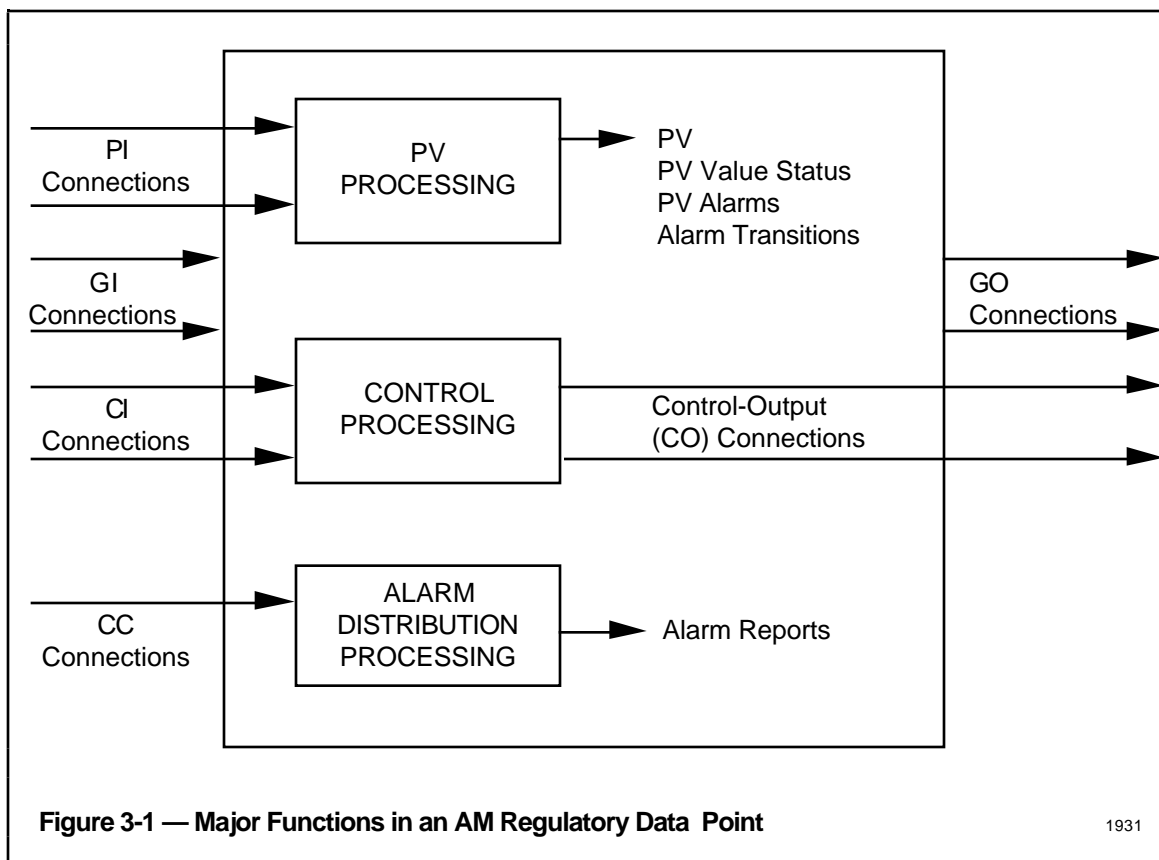 PI
Connections
GI
Connections
CI
Connections
CC
Connections
PV
PROCESSING
PV
PV Value Status
PV Alarms
Alarm Transitions
GO
Connections
CONTROL
PROCESSING
Control-Output
(CO) Connections
ALARM
DISTRIBUTION
PROCESSING
Alarm Reports
Figure 3-1 — Major Functions in an AM Regulatory Data Point
1931